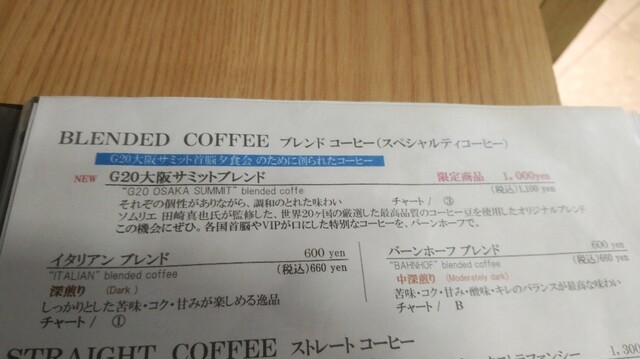 BLENDED COFFEE ブレンド コーヒー(スペシャルティコーヒー)
G20大阪サミット首脳夕食会 のために創られたコーヒー
NEW G20大阪サミットブレンド 限定商品 1,000yen
"G20 OSAKA SUMMIT" blended coffe (税込)1,100 yen
それぞの個性がありながら、調和のとれた味わい チャート / ③
ソムリエ 田崎真也氏が監修した、世界20ヶ国の厳選した最高品質のコーヒー豆を使用したオリジナルブレンド
この機会にぜひ。各国首脳やVIPが口にした特別なコーヒーを、バーンホーフで。
イタリアン ブレンド 600 yen
"ITALIAN" blended coffee (税込)660 yen
深煎り (Dark)
しっかりとした苦味・コク・甘みが楽しめる逸品
チャート / ①
バーンホーフ ブレンド 600 yen
"BAHNHOF" blended coffee (税込)660 yen
中深煎り (Moderately dark)
苦味・コク・甘み・酸味・キレのバランスが最高な味わい
チャート / B
STRAIGHT COFFEE ストレート コーヒー